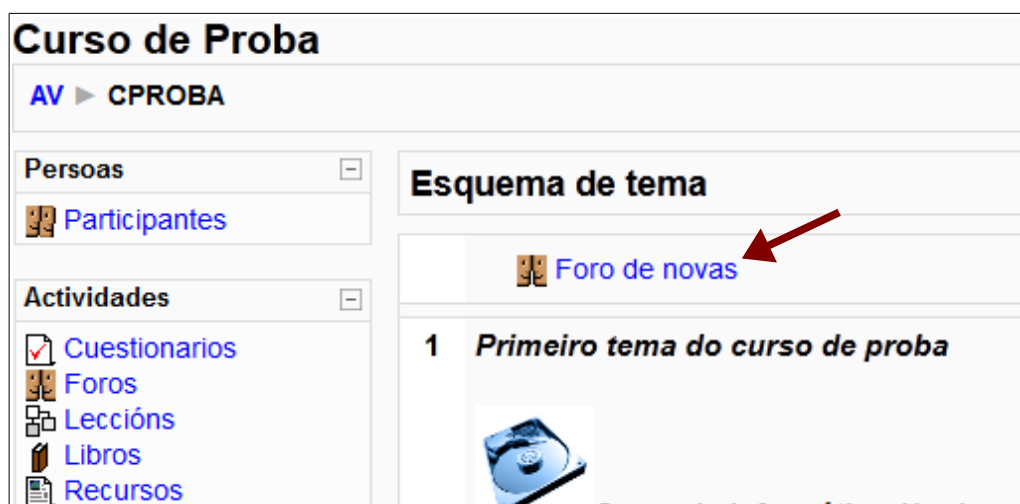 Curso de Proba
AV ► CPROBA
Persoas
Participantes
Actividades
Cuestionarios
Foros
Leccións
Libros
Recursos
Esquema de tema
Foro de novas
1 Primeiro tema do curso de proba